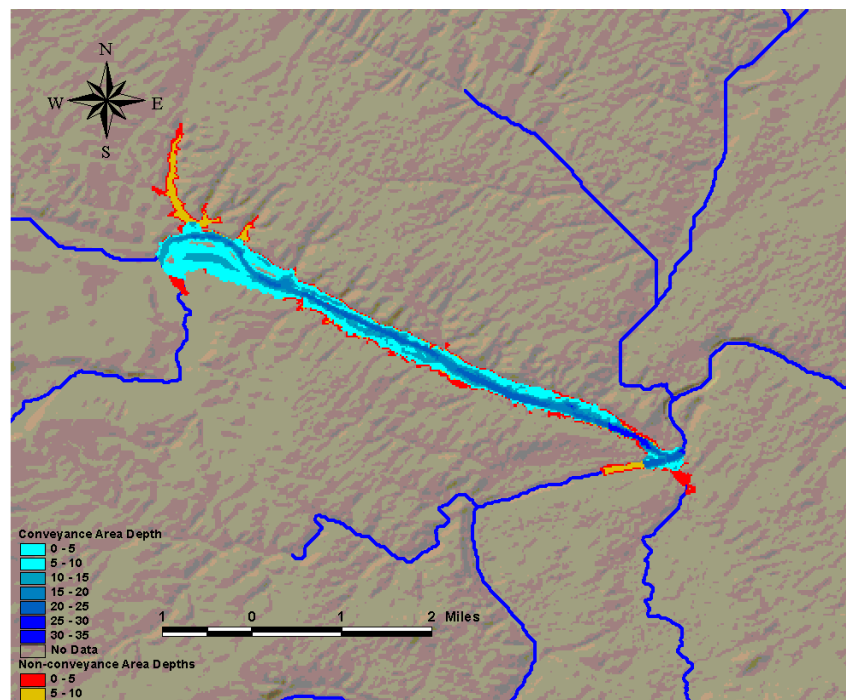 N
W E
S
Conveyance Area Depth
0 - 5
5 - 10
10 - 15
15 - 20
20 - 25
25 - 30
30 - 35
No Data
Non-conveyance Area Depths
0 - 5
5 - 10
1 0 1 2 Miles